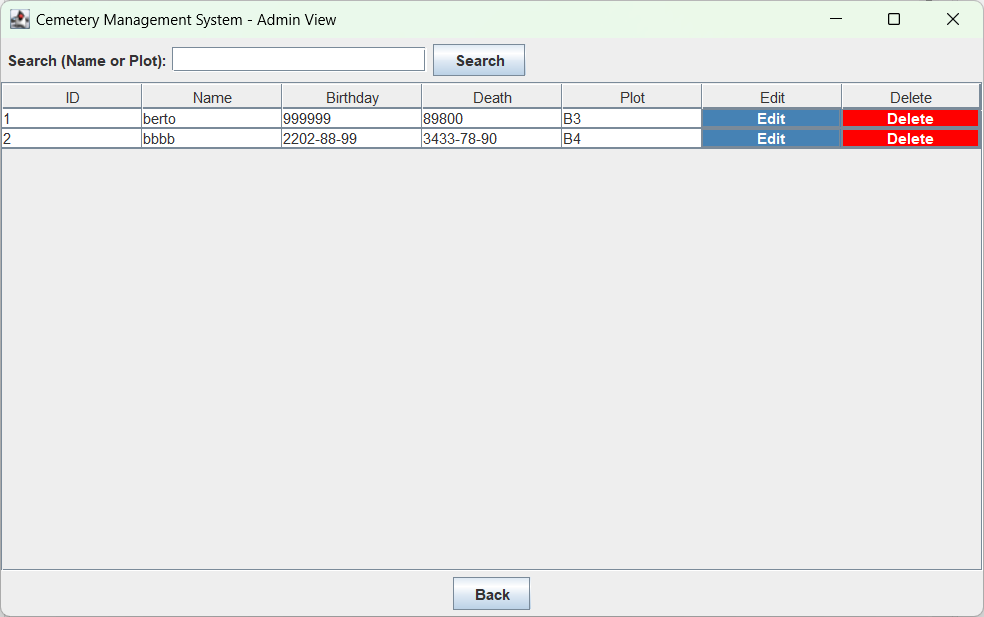 Cemetery Management System - Admin View
Search (Name or Plot): Search
ID Name Birthday Death Plot Edit Delete
1 berto 999999 89800 B3 Edit Delete
2 bbbb 2202-88-99 3433-78-90 B4 Edit Delete
Back